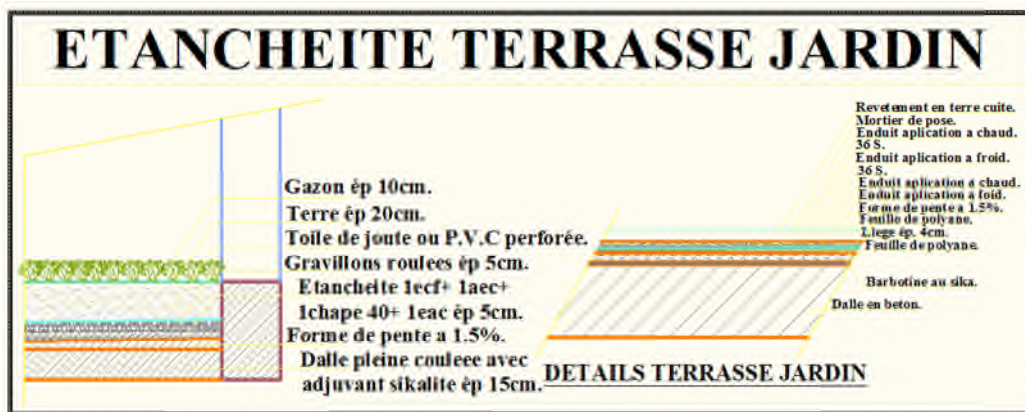 ETANCHEITE TERRASSE JARDIN
Gazon ép 10cm.
Terre ép 20cm.
Toile de joute ou P.V.C perforée.
Gravillons roulees ép 5cm.
Etancheite 1ecf+ 1aec+
1chape 40+ 1eac ép 5cm.
Forme de pente a 1.5%.
Dalle pleine couleee avec
adjuvant sikalite ép 15cm.
Revetement en terre cuite.
Mortier de pose.
Enduit aplication a chaud.
36 S.
Enduit aplication a froid.
36 S.
Enduit aplication a chaud.
Enduit aplication a foid.
Forme de pente a 1.5%.
Feuille de polyane.
Liege ép. 4cm.
Feuille de polyane.
Barbotine au sika.
Dalle en beton.
DETAILS TERRASSE JARDIN